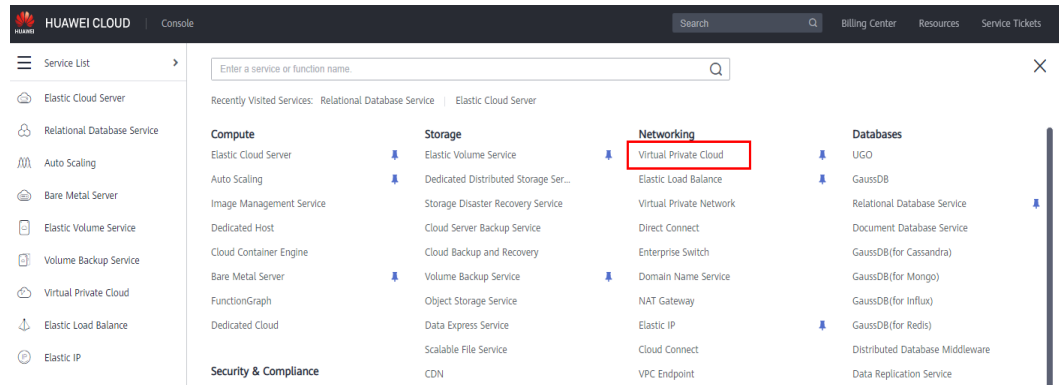 HUAWEI
HUAWEI CLOUD
Console
Search
Billing Center
Resources
Service Tickets
Service List
Elastic Cloud Server
Relational Database Service
Auto Scaling
Bare Metal Server
Elastic Volume Service
Volume Backup Service
Virtual Private Cloud
Elastic Load Balance
Elastic IP
Enter a service or function name.
Recently Visited Services: Relational Database Service | Elastic Cloud Server
Compute
Elastic Cloud Server
Auto Scaling
Image Management Service
Dedicated Host
Cloud Container Engine
Bare Metal Server
FunctionGraph
Dedicated Cloud
Security & Compliance
Storage
Elastic Volume Service
Dedicated Distributed Storage Ser...
Storage Disaster Recovery Service
Cloud Server Backup Service
Cloud Backup and Recovery
Volume Backup Service
Object Storage Service
Data Express Service
Scalable File Service
CDN
Networking
Virtual Private Cloud
Elastic Load Balance
Virtual Private Network
Direct Connect
Enterprise Switch
Domain Name Service
NAT Gateway
Elastic IP
Cloud Connect
VPC Endpoint
Databases
UGO
GaussDB
Relational Database Service
Document Database Service
GaussDB(for Cassandra)
GaussDB(for Mongo)
GaussDB(for Influx)
GaussDB(for Redis)
Distributed Database Middleware
Data Replication Service